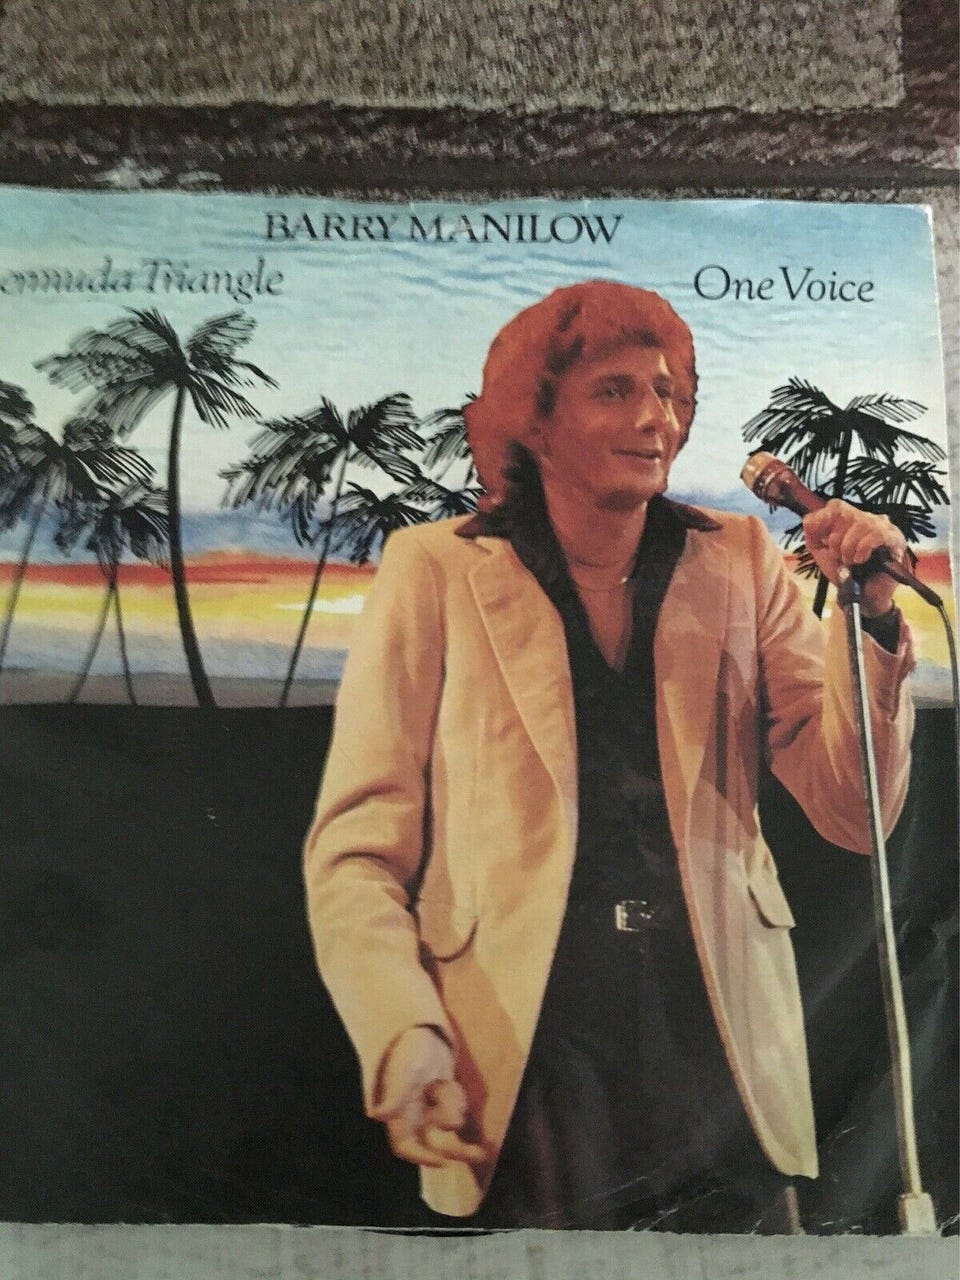 BARRY MANILOW
ermuda Triangle
One Voice